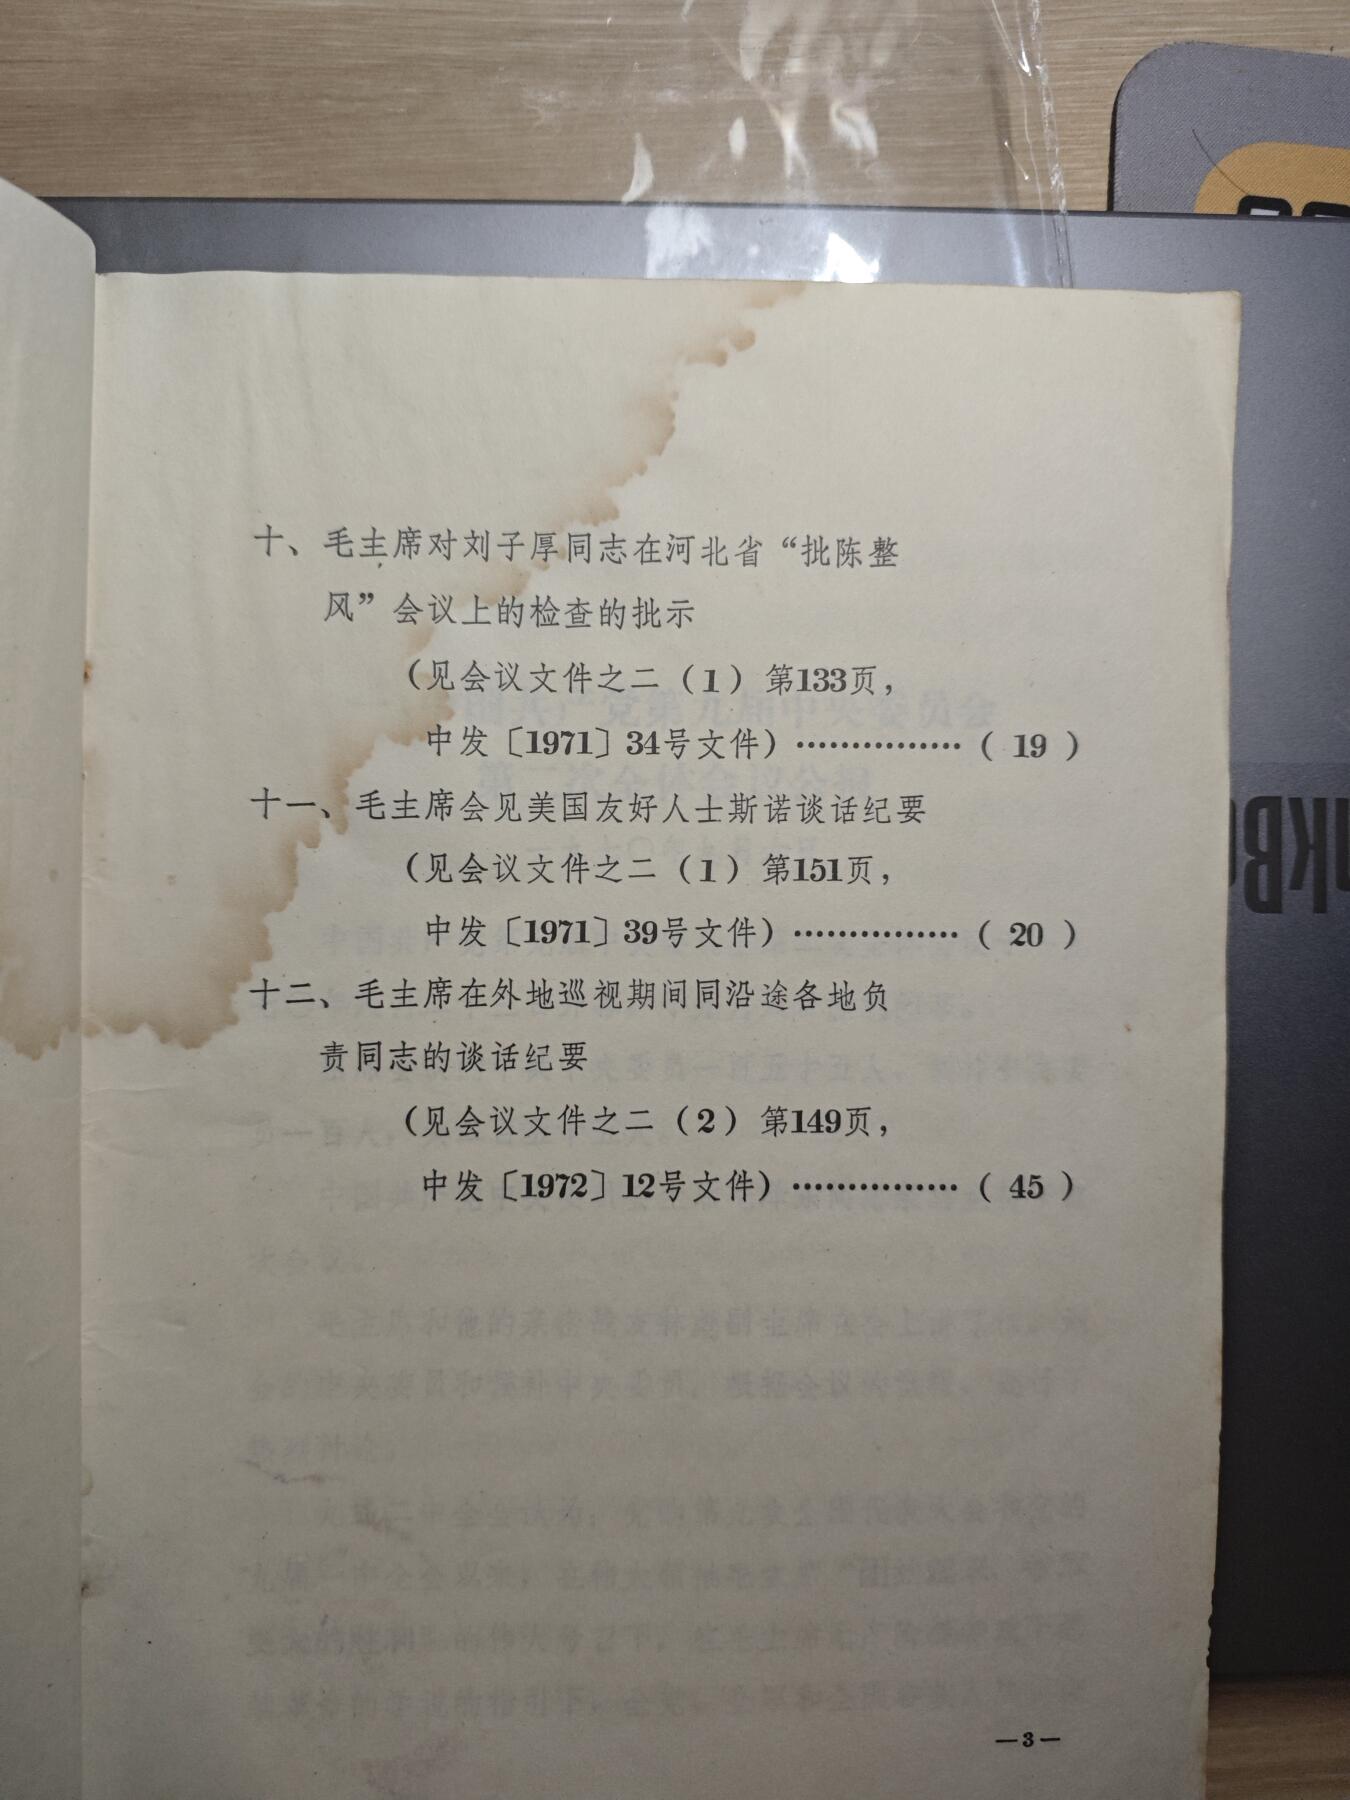 十、毛主席对刘子厚同志在河北省“批陈整
风”会议上的检查的批示
（见会议文件之二（1）第133页，
中发〔1971〕34号文件）……………（19）
十一、毛主席会见美国友好人士斯诺谈话纪要
（见会议文件之二（1）第151页，
中发〔1971〕39号文件）……………（20）
十二、毛主席在外地巡视期间同沿途各地负
责同志的谈话纪要
（见会议文件之二（2）第149页，
中发〔1972〕12号文件）……………（45）
—3—